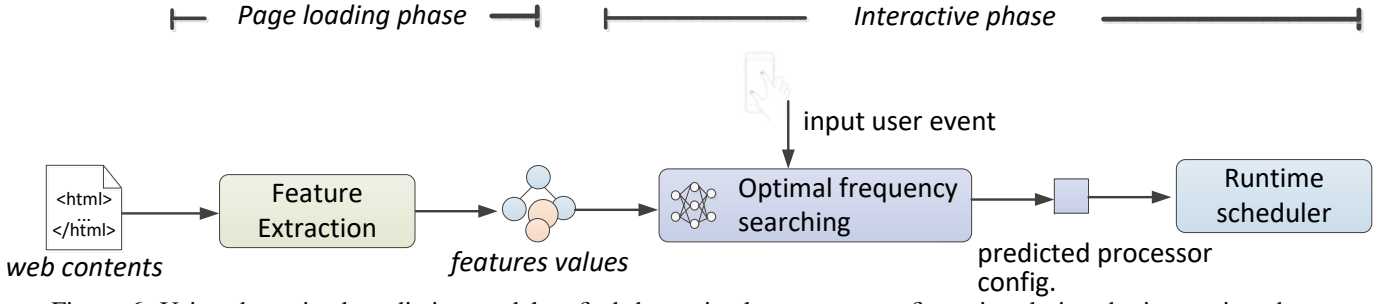 Page loading phase
Interactive phase
input user event
<html>
...
</html>
web contents
Feature
Extraction
features values
Optimal frequency
searching
predicted processor
config.
Runtime
scheduler